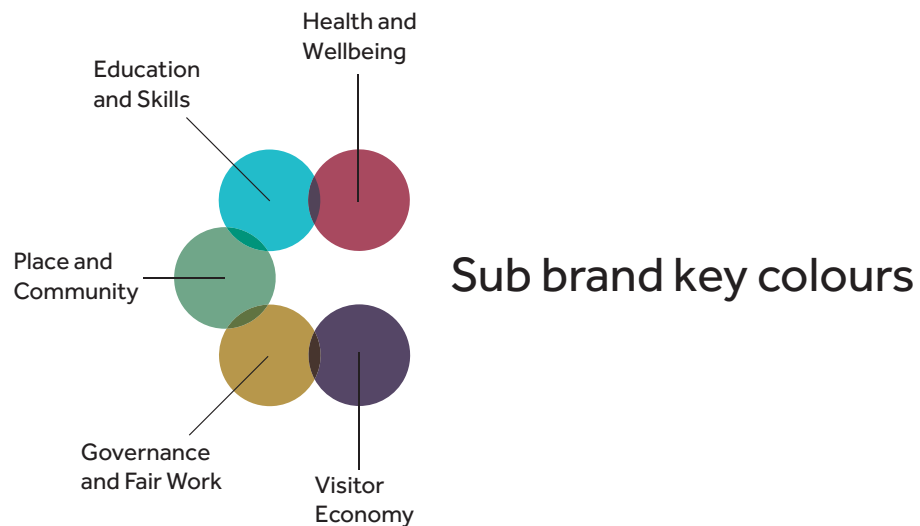 Health and
Wellbeing
Education
and Skills
Place and
Community
Sub brand key colours
Governance
and Fair Work
Visitor
Economy